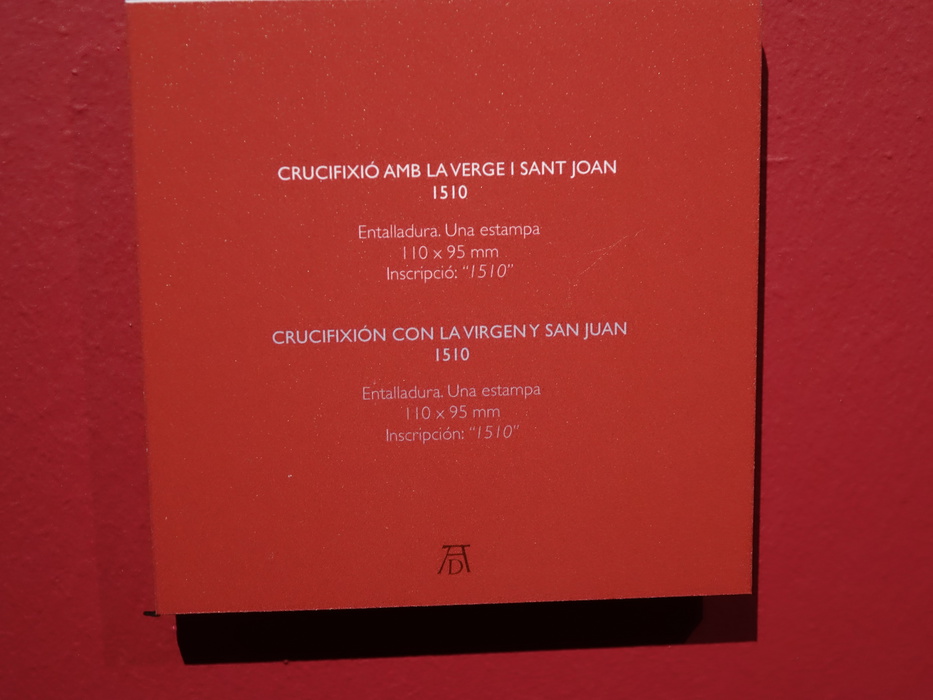 CRUCIFIXIÓ AMB LA VERGE I SANT JOAN
1510
Entalladura. Una estampa
110 x 95 mm
Inscripció: “1510”
CRUCIFIXIÓN CON LA VIRGEN Y SAN JUAN
1510
Entalladura. Una estampa
110 x 95 mm
Inscripción: “1510”
AD